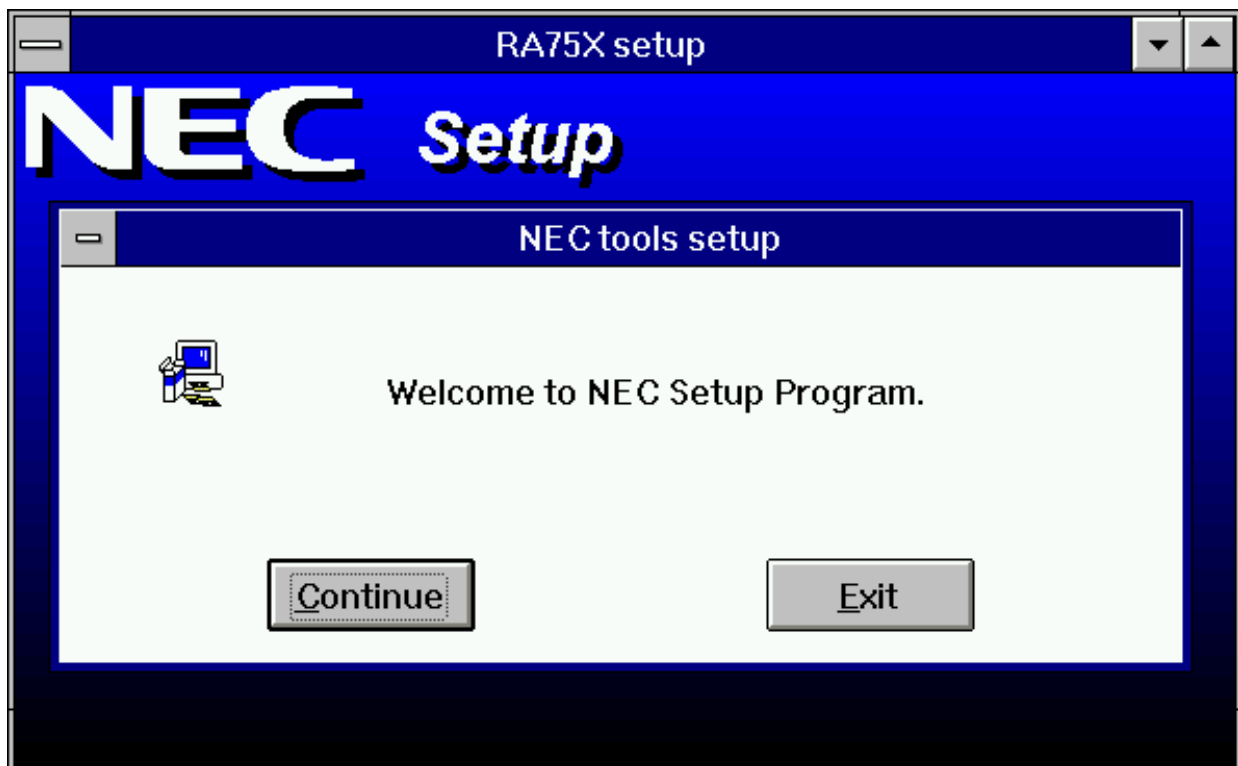 RA75X setup
NEC Setup
NEC tools setup
Welcome to NEC Setup Program.
Continue
Exit